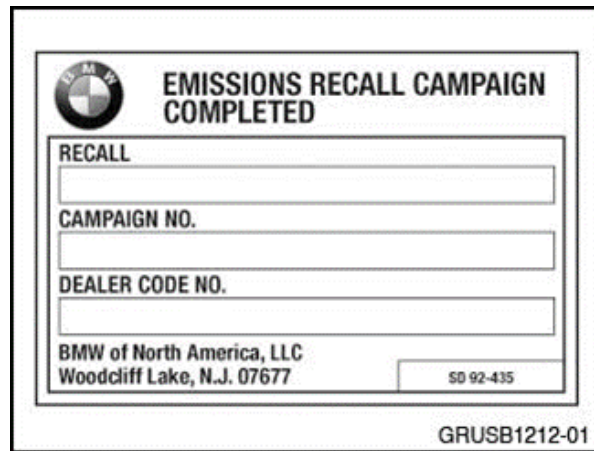 BMW
EMISSIONS RECALL CAMPAIGN
COMPLETED
RECALL
CAMPAIGN NO.
DEALER CODE NO.
BMW of North America, LLC
Woodcliff Lake, N.J. 07677
SD 92-435
GRUSB1212-01